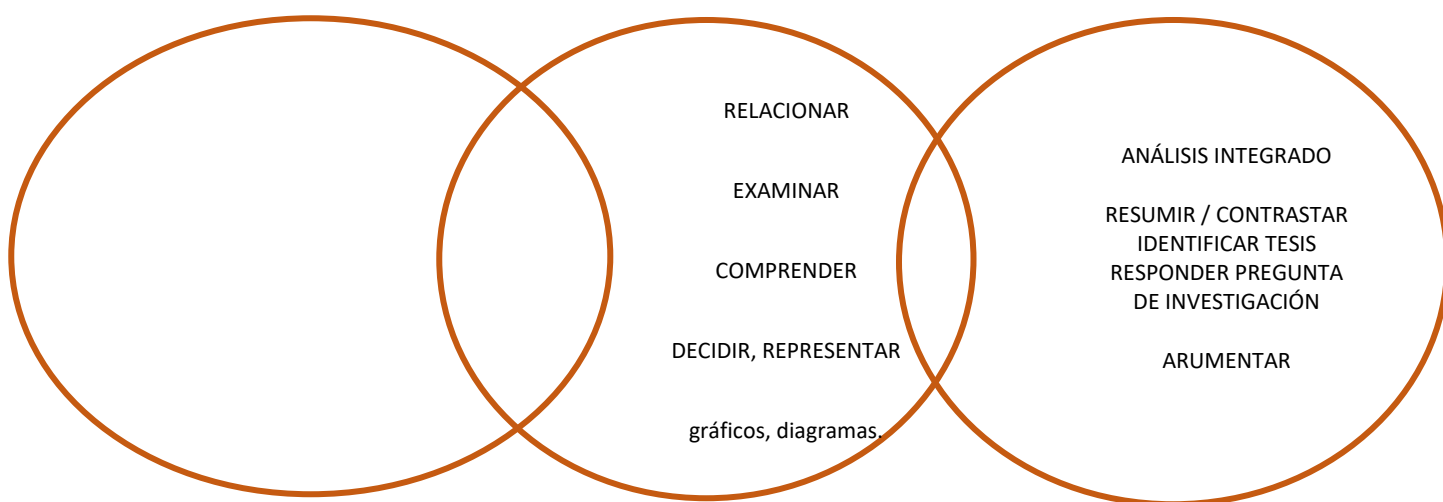 RELACIONAR
EXAMINAR
COMPRENDER
DECIDIR, REPRESENTAR
gráficos, diagramas.
ANÁLISIS INTEGRADO
RESUMIR / CONTRASTAR
IDENTIFICAR TESIS
RESPONDER PREGUNTA
DE INVESTIGACIÓN
ARUMENTAR